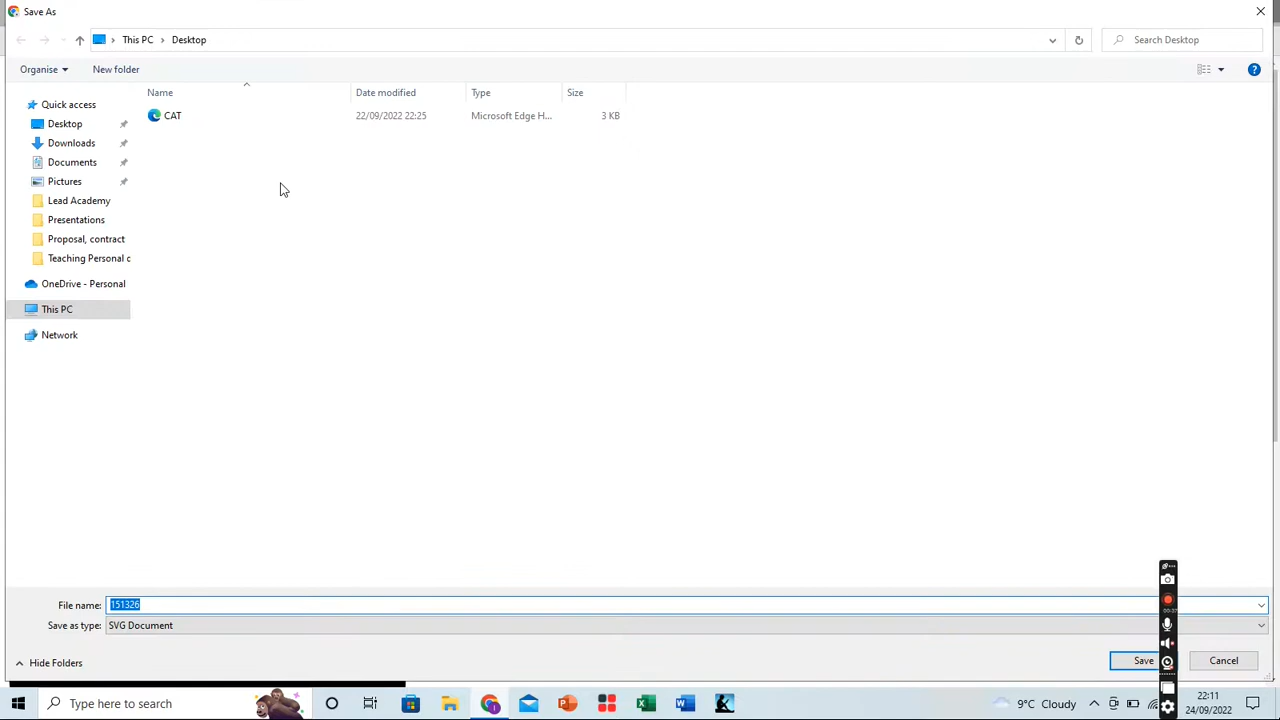 Save As
This PC > Desktop
Search Desktop
Organise
New folder
Name Date modified Type Size
CAT 22/09/2022 22:25 Microsoft Edge H... 3 KB
Quick access
Desktop
Downloads
Documents
Pictures
Lead Academy
Presentations
Proposal, contract
Teaching Personal
OneDrive - Personal
This PC
Network
File name: 151326
Save as type: SVG Document
Hide Folders
Save
Cancel
Type here to search
9°C Cloudy
22:11
24/09/2022